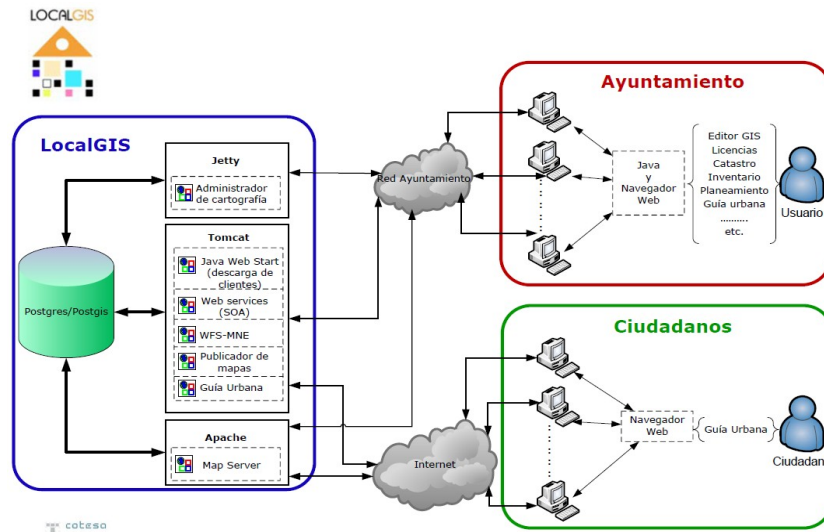 LOCALGIS
LocalGIS
Jetty
Administrador
de cartografía
Tomcat
Java Web Start
(descarga de
clientes)
Web services
(SOA)
WFS-MNE
Publicador de
mapas
Guía Urbana
Apache
Map Server
Postgres/Postgis
Red Ayuntamiento
Internet
Ayuntamiento
Java
y
Navegador
Web
Editor GIS
Licencias
Catastro
Inventario
Planeamiento
Guía urbana
..........
etc.
Usuario
Ciudadanos
Navegador
Web
Guía Urbana
Ciudadan
cotesa